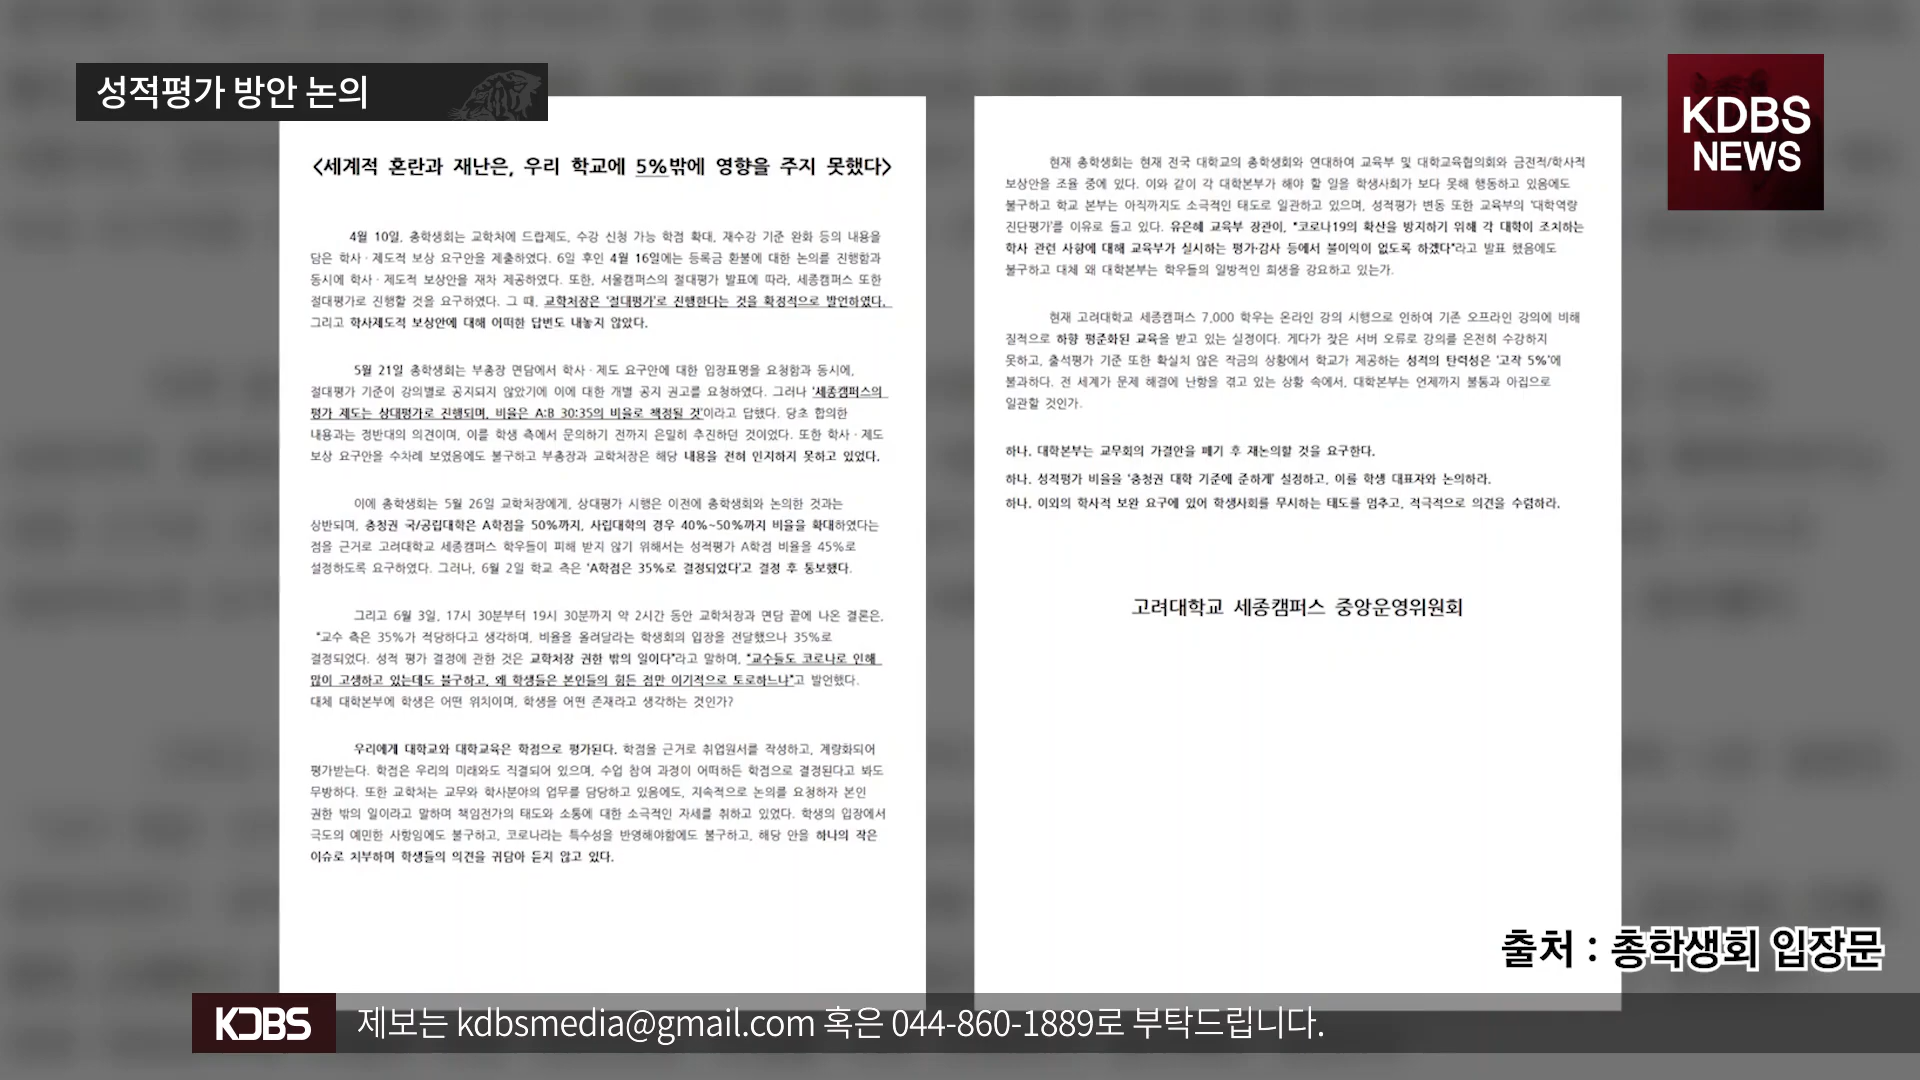 성적평가 방안 논의
KDBS
NEWS
<세계적 혼란과 재난은, 우리 학교에 5%밖에 영향을 주지 못했다>
4월 10일, 총학생회는 교학처에 드랍제도, 수강 신청 가능 학점 확대, 재수강 기준 완화 등의 내용을
담은 학사·제도적 보상 요구안을 제출하였다. 6일 후인 4월 16일에는 등록금 환불에 대한 논의를 진행함과
동시에 학사·제도적 보상안을 재차 제공하였다. 또한, 서울캠퍼스의 절대평가 발표에 따라, 세종캠퍼스 또한
절대평가로 진행할 것을 요구하였다. 그 때, 교학처장은 '절대평가'로 진행한다는 것을 확정적으로 발언하였다.
그리고 학사제도적 보상안에 대해 어떠한 답변도 내놓지 않았다.
5월 21일 총학생회는 부총장 면담에서 학사·제도 요구안에 대한 입장표명을 요청함과 동시에,
절대평가 기준이 강의별로 공지되지 않았기에 이에 대한 개별 공지 권고를 요청하였다. 그러나 '세종캠퍼스의
평가 제도는 상대평가로 진행되며, 비율은 A:B 30:35의 비율로 책정될 것'이라고 답했다. 당초 합의한
내용과는 정반대의 의견이며, 이를 학생 측에서 문의하기 전까지 은밀히 추진하던 것이었다. 또한 학사·제도
보상 요구안을 수차례 보였음에도 불구하고 부총장과 교학처장은 해당 내용을 전혀 인지하지 못하고 있었다.
이에 총학생회는 5월 26일 교학처장에게, 상대평가 시행은 이전에 총학생회와 논의한 것과는
상반되며, 충청권 국/공립대학은 A학점을 50%까지, 사립대학의 경우 40%~50%까지 비율을 확대하였다는
점을 근거로 고려대학교 세종캠퍼스 학우들이 피해 받지 않기 위해서는 성적평가 A학점 비율을 45%로
설정하도록 요구하였다. 그러나, 6월 2일 학교 측은 'A학점은 35%로 결정되었다'고 결정 후 통보했다.
그리고 6월 3일, 17시 30분부터 19시 30분까지 약 2시간 동안 교학처장과 면담 끝에 나온 결론은,
"교수 측은 35%가 적당하다고 생각하며, 비율을 올려달라는 학생회의 입장을 전달했으나 35%로
결정되었다. 성적 평가 결정에 관한 것은 교학처장 권한 밖의 일이다"라고 말하며, "교수들도 코로나로 인해
많이 고생하고 있는데도 불구하고, 왜 학생들은 본인들의 힘든 점만 이기적으로 토로하느냐"고 발언했다.
대체 대학본부에 학생은 어떤 위치이며, 학생을 어떤 존재라고 생각하는 것인가?
우리에게 대학교와 대학교육은 학점으로 평가된다. 학점을 근거로 취업원서를 작성하고, 계량화되어
평가받는다. 학점은 우리의 미래와도 직결되어 있으며, 수업 참여 과정이 어떠하든 학점으로 결정된다고 봐도
무방하다. 또한 교학처는 교무와 학사분야의 업무를 담당하고 있음에도, 지속적으로 논의를 요청하자 본인
권한 밖의 일이라고 말하며 책임전가의 태도와 소통에 대한 소극적인 자세를 취하고 있었다. 학생의 입장에서
극도의 예민한 사항임에도 불구하고, 코로나라는 특수성을 반영해야함에도 불구하고, 해당 안을 하나의 작은
이슈로 치부하며 학생들의 의견을 귀담아 듣지 않고 있다.
현재 총학생회는 현재 전국 대학교의 총학생회와 연대하여 교육부 및 대학교육협의회와 금전적/학사적
보상안을 조율 중에 있다. 이와 같이 각 대학본부가 해야 할 일을 학생사회가 보다 못해 행동하고 있음에도
불구하고 학교 본부는 아직까지도 소극적인 태도로 일관하고 있으며, 성적평가 변동 또한 교육부의 '대학역량
진단평가'를 이유로 들고 있다. 유은혜 교육부 장관이, "코로나19의 확산을 방지하기 위해 각 대학이 조치하는
학사 관련 사항에 대해 교육부가 실시하는 평가·감사 등에서 불이익이 없도록 하겠다"라고 발표 했음에도
불구하고 대체 왜 대학본부는 학우들의 일방적인 희생을 강요하고 있는가.
현재 고려대학교 세종캠퍼스 7,000 학우는 온라인 강의 시행으로 인하여 기존 오프라인 강의에 비해
질적으로 하향 평준화된 교육을 받고 있는 실정이다. 게다가 잦은 서버 오류로 강의를 온전히 수강하지
못하고, 출석평가 기준 또한 확실치 않은 작금의 상황에서 학교가 제공하는 성적의 탄력성은 '고작 5%'에
불과하다. 전 세계가 문제 해결에 난항을 겪고 있는 상황 속에서, 대학본부는 언제까지 불통과 아집으로
일관할 것인가.
하나. 대학본부는 교무회의 가결안을 폐기 후 재논의할 것을 요구한다.
하나. 성적평가 비율을 '충청권 대학 기준에 준하게' 설정하고, 이를 학생 대표자와 논의하라.
하나. 이외의 학사적 보완 요구에 있어 학생사회를 무시하는 태도를 멈추고, 적극적으로 의견을 수렴하라.
고려대학교 세종캠퍼스 중앙운영위원회
출처 : 총학생회 입장문
KDBS 제보는 kdbsmedia@gmail.com 혹은 044-860-1889로 부탁드립니다.